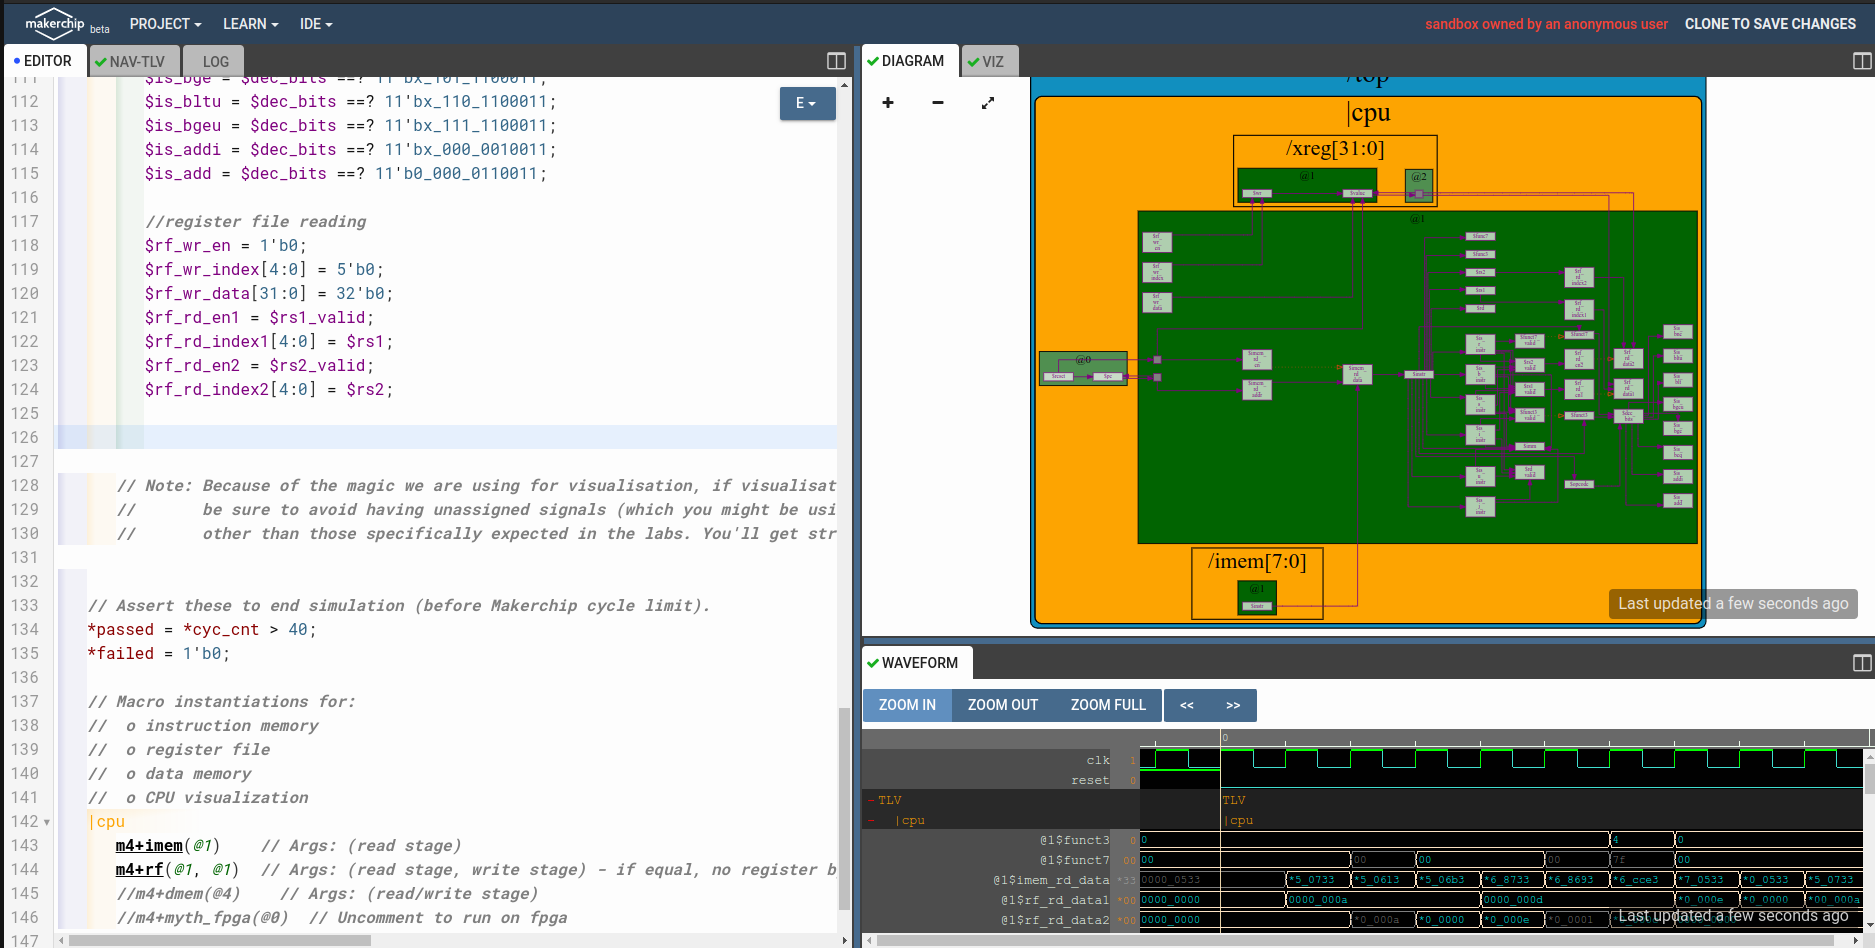 makerchip beta PROJECT LEARN IDE sandbox owned by an anonymous user CLONE TO SAVE CHANGES
EDITOR NAV-TLV LOG
E
111 $is_bge = $dec_bits ==? 11'bx_101_1100011;
112 $is_bltu = $dec_bits ==? 11'bx_110_1100011;
113 $is_bgeu = $dec_bits ==? 11'bx_111_1100011;
114 $is_addi = $dec_bits ==? 11'bx_000_0010011;
115 $is_add = $dec_bits ==? 11'b0_000_0110011;
116
117 //register file reading
118 $rf_wr_en = 1'b0;
119 $rf_wr_index[4:0] = 5'b0;
120 $rf_wr_data[31:0] = 32'b0;
121 $rf_rd_en1 = $rs1_valid;
122 $rf_rd_index1[4:0] = $rs1;
123 $rf_rd_en2 = $rs2_valid;
124 $rf_rd_index2[4:0] = $rs2;
125
126
127
128 // Note: Because of the magic we are using for visualisation, if visualisat
129 // be sure to avoid having unassigned signals (which you might be usi
130 // other than those specifically expected in the labs. You'll get str
131
132
133 // Assert these to end simulation (before Makerchip cycle limit).
134 *passed = *cyc_cnt > 40;
135 *failed = 1'b0;
136
137 // Macro instantiations for:
138 // o instruction memory
139 // o register file
140 // o data memory
141 // o CPU visualization
142 |cpu
143 m4+imem(@1) // Args: (read stage)
144 m4+rf(@1, @1) // Args: (read stage, write stage) - if equal, no register b
145 //m4+dmem(@4) // Args: (read/write stage)
146 //m4+myth_fpga(@0) // Uncomment to run on fpga
147
DIAGRAM VIZ
/top
|cpu
/xreg[31:0]
@1 @2
$wr $value
@1
@0
$reset $pc
/imem[7:0]
@1
$instr
Last updated a few seconds ago
WAVEFORM
ZOOM IN ZOOM OUT ZOOM FULL << >>
0
clk 1
reset 0
TLV TLV
|cpu |cpu
@1$funct3 0 0 4 0
@1$funct7 00 00 00 00 00 7f 00
@1$imem_rd_data *33 0000_0533 *5_0733 *5_0613 *5_06b3 *6_8733 *6_8693 *6_cce3 *7_0533 *0_0533 *5_0733
@1$rf_rd_data1 *00 0000_0000 0000_000a 0000_000d *0_000e *0_0000 *00_000a
@1$rf_rd_data2 *00 0000_0000 *0_000a *0_0000 *0_000e *0_0001
Last updated a few seconds ago